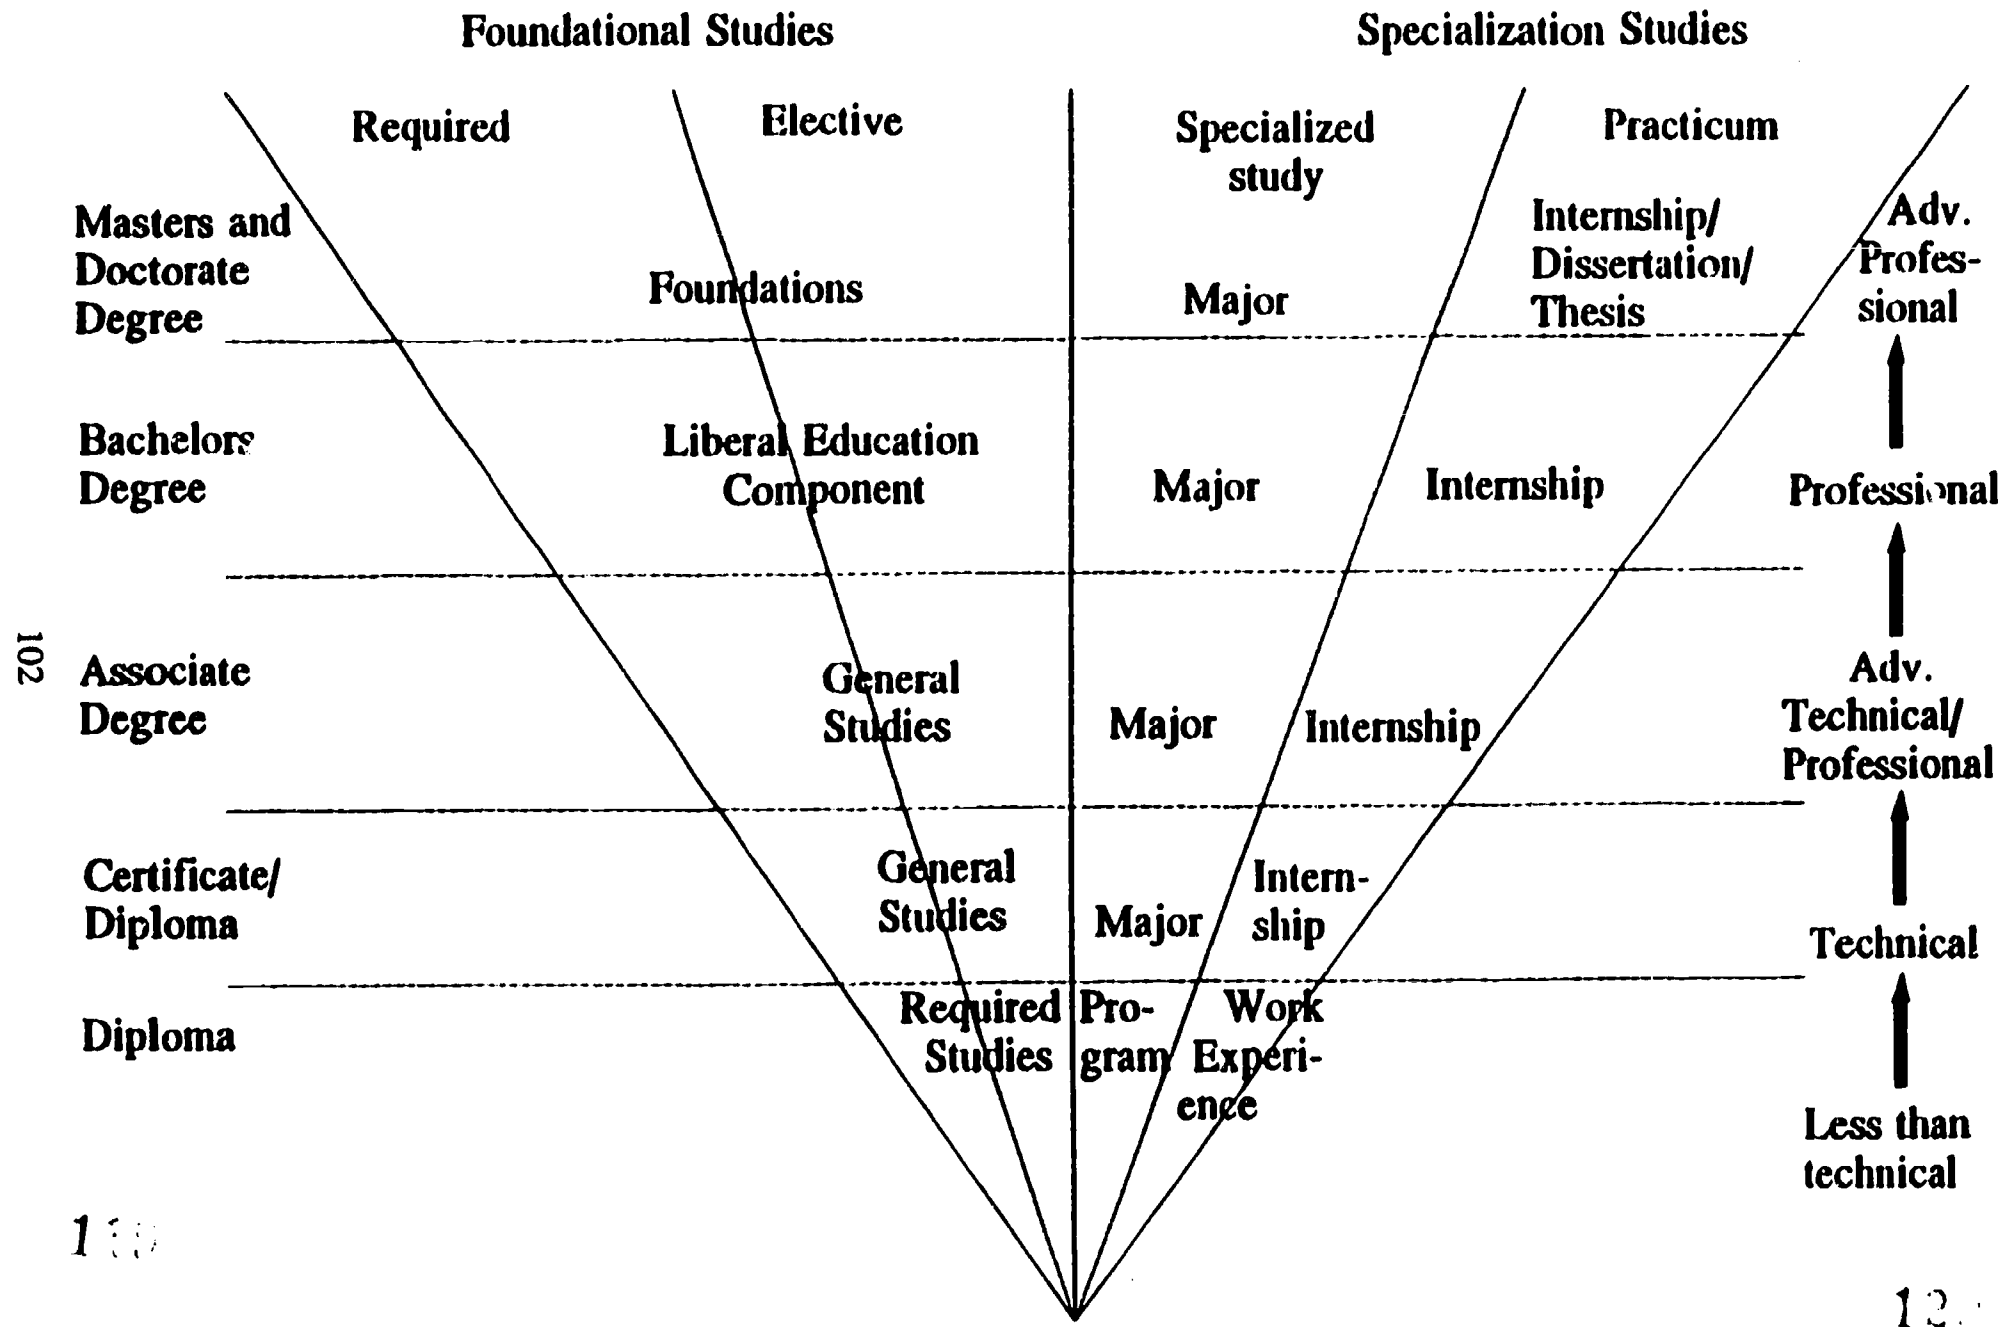 Foundational Studies
Specialization Studies
Required
Elective
Specialized
study
Practicum
Masters and
Doctorate
Degree
Foundations
Major
Internship/
Dissertation/
Thesis
Adv.
Profes-
sional
Bachelors
Degree
Liberal Education
Component
Major
Internship
Professional
102
Associate
Degree
General
Studies
Major
Internship
Adv.
Technical/
Professional
Certificate/
Diploma
General
Studies
Major
Intern-
ship
Technical
Diploma
Required
Studies
Pro-
gram
Work
Experi-
ence
Less than
technical